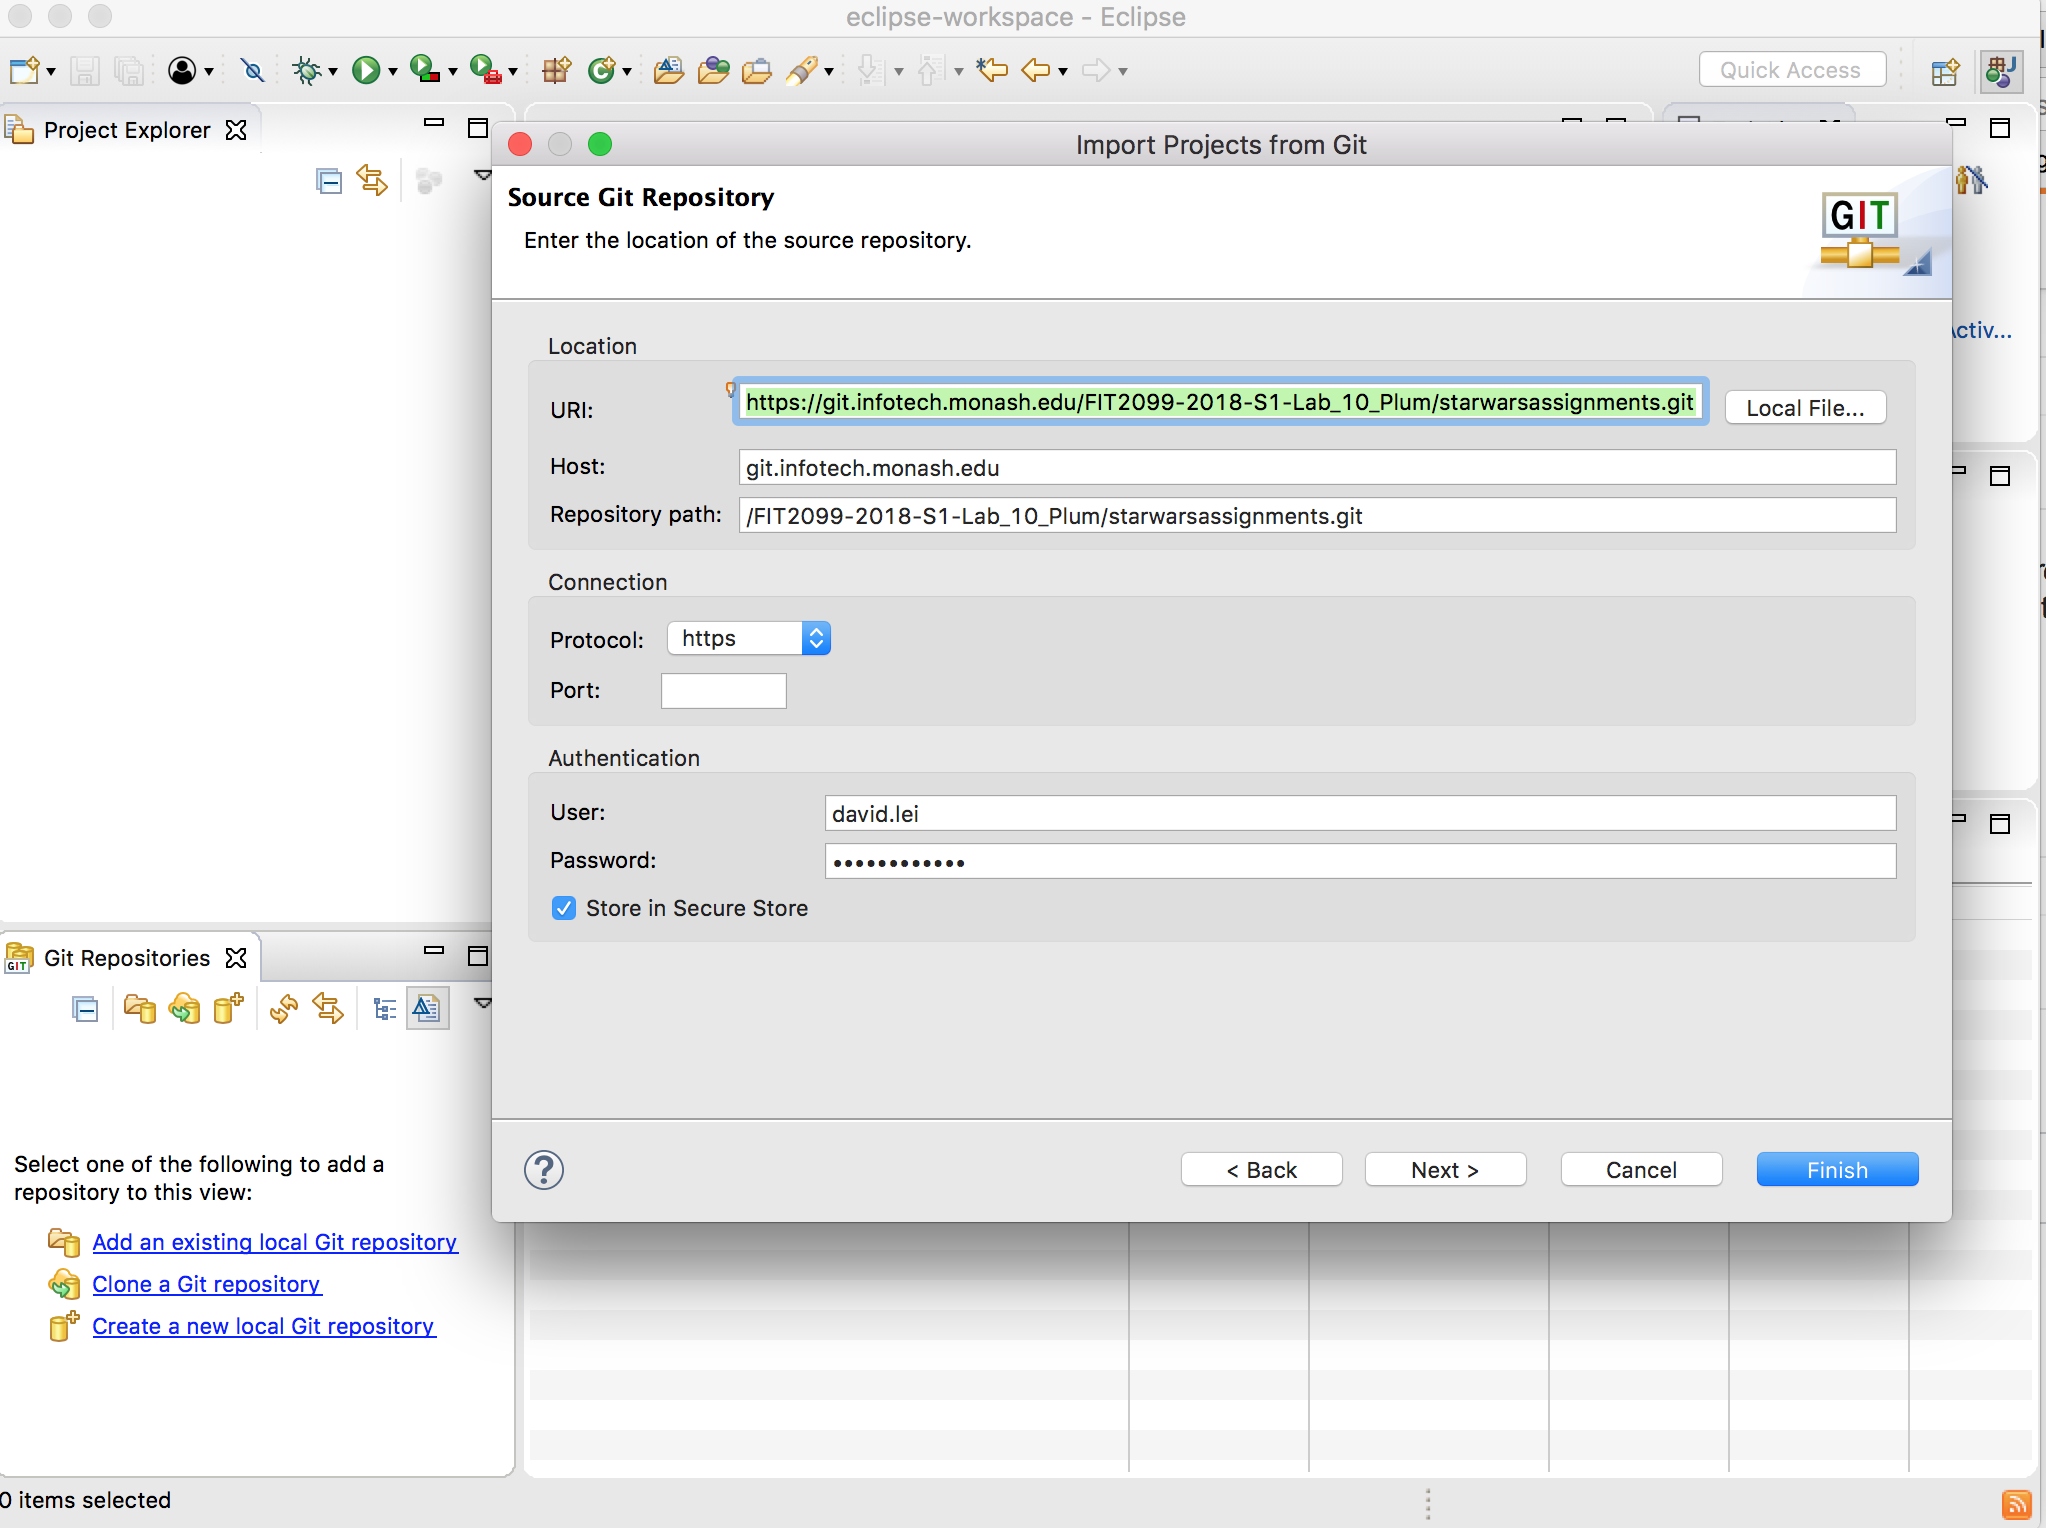 eclipse-workspace - Eclipse
Quick Access
Project Explorer
Import Projects from Git
Source Git Repository
Enter the location of the source repository.
GIT
Location
URI: https://git.infotech.monash.edu/FIT2099-2018-S1-Lab_10_Plum/starwarsassignments.git Local File...
Host: git.infotech.monash.edu
Repository path: /FIT2099-2018-S1-Lab_10_Plum/starwarsassignments.git
Connection
Protocol: https
Port:
Authentication
User: david.lei
Password: ••••••••••••
Store in Secure Store
? < Back Next > Cancel Finish
Activ...
GIT Git Repositories
Select one of the following to add a
repository to this view:
Add an existing local Git repository
Clone a Git repository
Create a new local Git repository
0 items selected